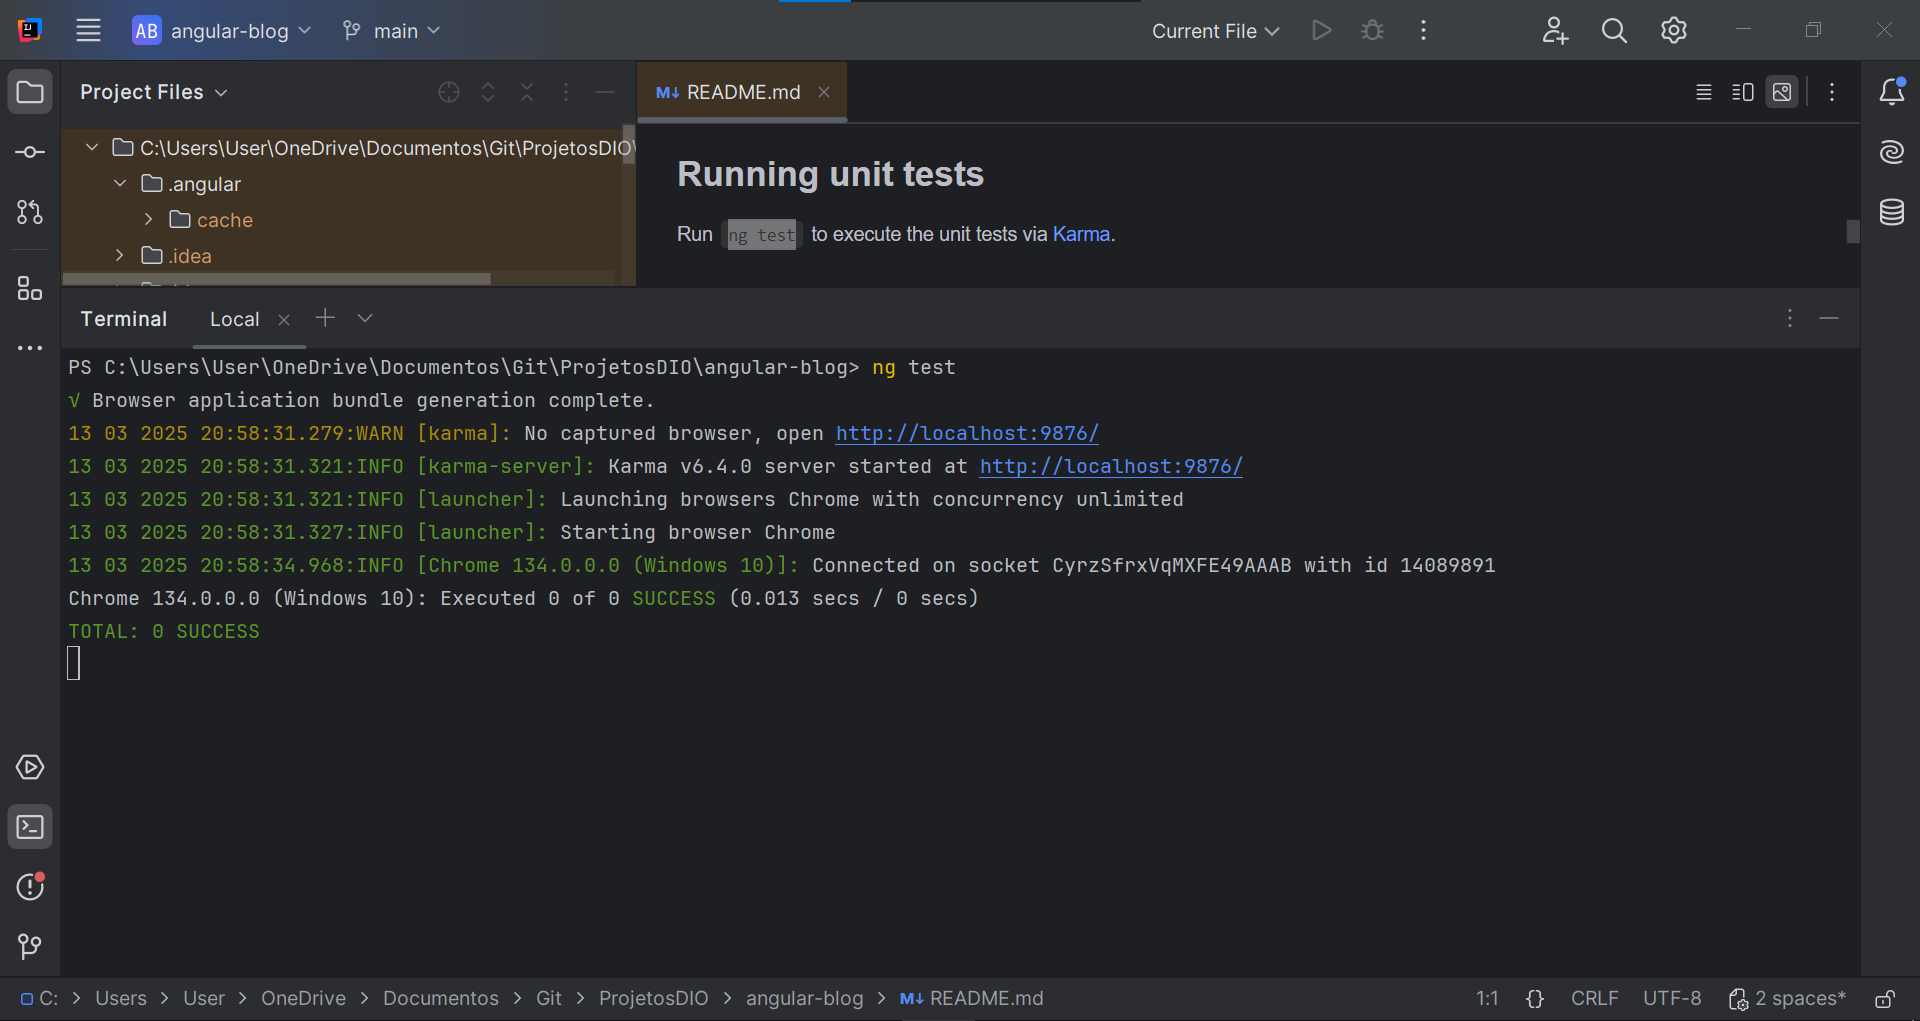 AB angular-blog main Current File
Project Files
M↓ README.md
C:\Users\User\OneDrive\Documentos\Git\ProjetosDIO\
.angular
cache
.idea
Running unit tests
Run ng test to execute the unit tests via Karma.
Terminal Local
PS C:\Users\User\OneDrive\Documentos\Git\ProjetosDIO\angular-blog> ng test
√ Browser application bundle generation complete.
13 03 2025 20:58:31.279:WARN [karma]: No captured browser, open http://localhost:9876/
13 03 2025 20:58:31.321:INFO [karma-server]: Karma v6.4.0 server started at http://localhost:9876/
13 03 2025 20:58:31.321:INFO [launcher]: Launching browsers Chrome with concurrency unlimited
13 03 2025 20:58:31.327:INFO [launcher]: Starting browser Chrome
13 03 2025 20:58:34.968:INFO [Chrome 134.0.0.0 (Windows 10)]: Connected on socket CyrzSfrxVqMXFE49AAAB with id 14089891
Chrome 134.0.0.0 (Windows 10): Executed 0 of 0 SUCCESS (0.013 secs / 0 secs)
TOTAL: 0 SUCCESS
C: > Users > User > OneDrive > Documentos > Git > ProjetosDIO > angular-blog > M↓ README.md 1:1 {} CRLF UTF-8 2 spaces*